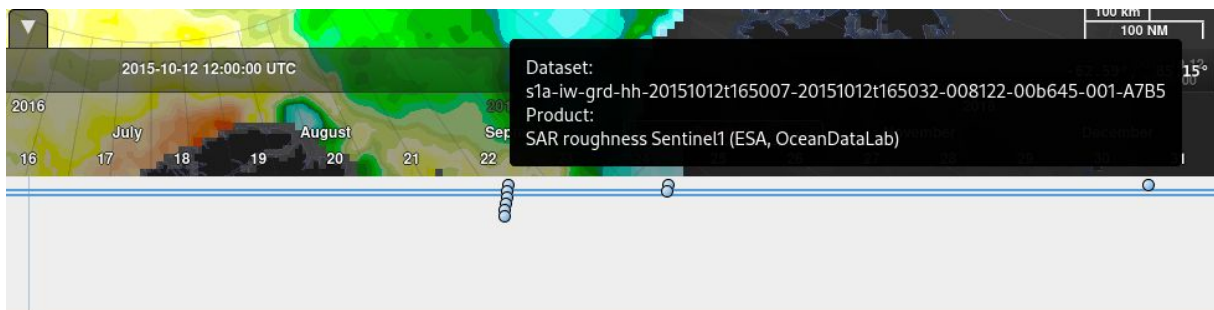 100 km
100 NM
2015-10-12 12:00:00 UTC
Dataset:
s1a-iw-grd-hh-20151012t165007-20151012t165032-008122-00b645-001-A7B5
15°
Product:
SAR roughness Sentinel1 (ESA, OceanDataLab)
2016
July
August
Sep
December
16
17
18
19
20
21
22